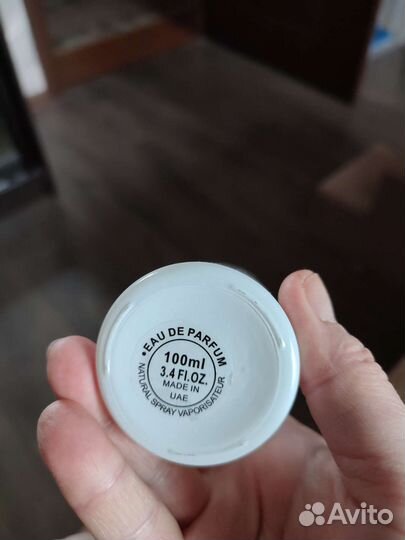 • EAU DE PARFUM
100ml
3.4 Fl.OZ.
MADE IN
UAE
NATURAL SPRAY VAPORISATEUR
Avito